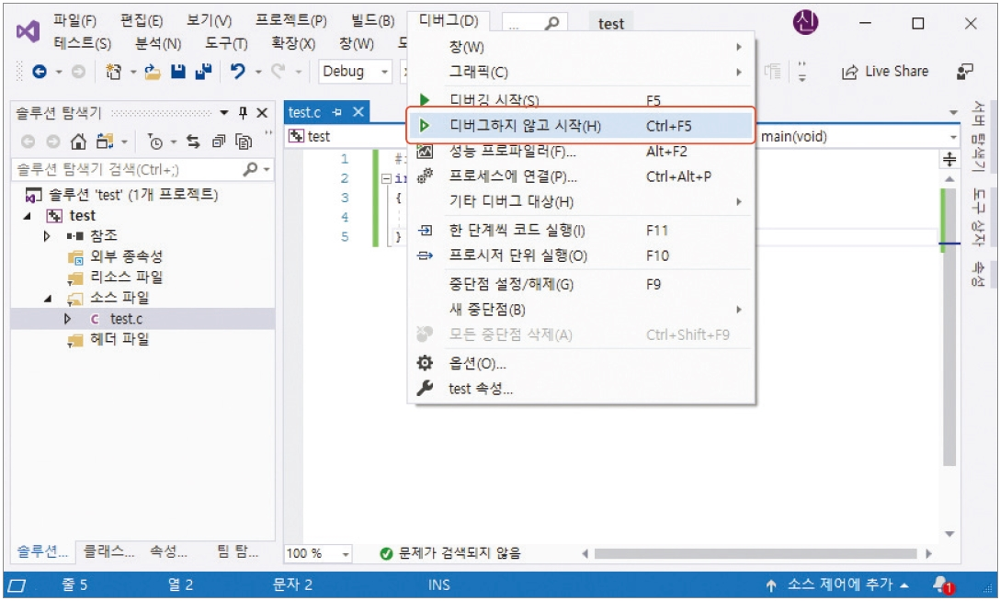 파일(F) 편집(E) 보기(V) 프로젝트(P) 빌드(B) 디버그(D) ... test 신
테스트(S) 분석(N) 도구(T) 확장(X) 창(W)
Debug Live Share
솔루션 탐색기
솔루션 탐색기 검색(Ctrl+;)
솔루션 'test' (1개 프로젝트)
test
참조
외부 종속성
리소스 파일
소스 파일
c test.c
헤더 파일
솔루션... 클래스... 속성... 팀 탐...
test.c
test main(void)
1
2
3 {
4
5 }
창(W)
그래픽(C)
디버깅 시작(S) F5
디버그하지 않고 시작(H) Ctrl+F5
성능 프로파일러(F)... Alt+F2
프로세스에 연결(P)... Ctrl+Alt+P
기타 디버그 대상(H)
한 단계씩 코드 실행(I) F11
프로시저 단위 실행(O) F10
중단점 설정/해제(G) F9
새 중단점(B)
모든 중단점 삭제(A) Ctrl+Shift+F9
옵션(O)...
test 속성...
서버 탐색기
도구 상자
속성
100 % 문제가 검색되지 않음
줄 5 열 2 문자 2 INS 소스 제어에 추가 1